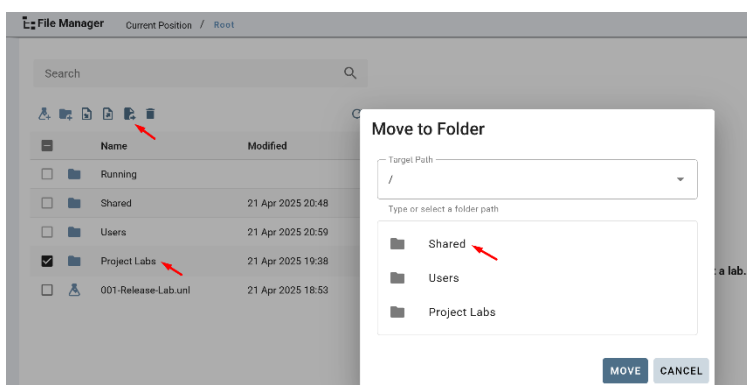 File Manager Current Position / Root
Search
Move to Folder
Name Modified
Target Path
/
Type or select a folder path
Running
Shared 21 Apr 2025 20:48
Users 21 Apr 2025 20:59
Project Labs 21 Apr 2025 19:38
001-Release-Lab.unl 21 Apr 2025 18:53
Shared
Users
Project Labs
t a lab.
MOVE CANCEL